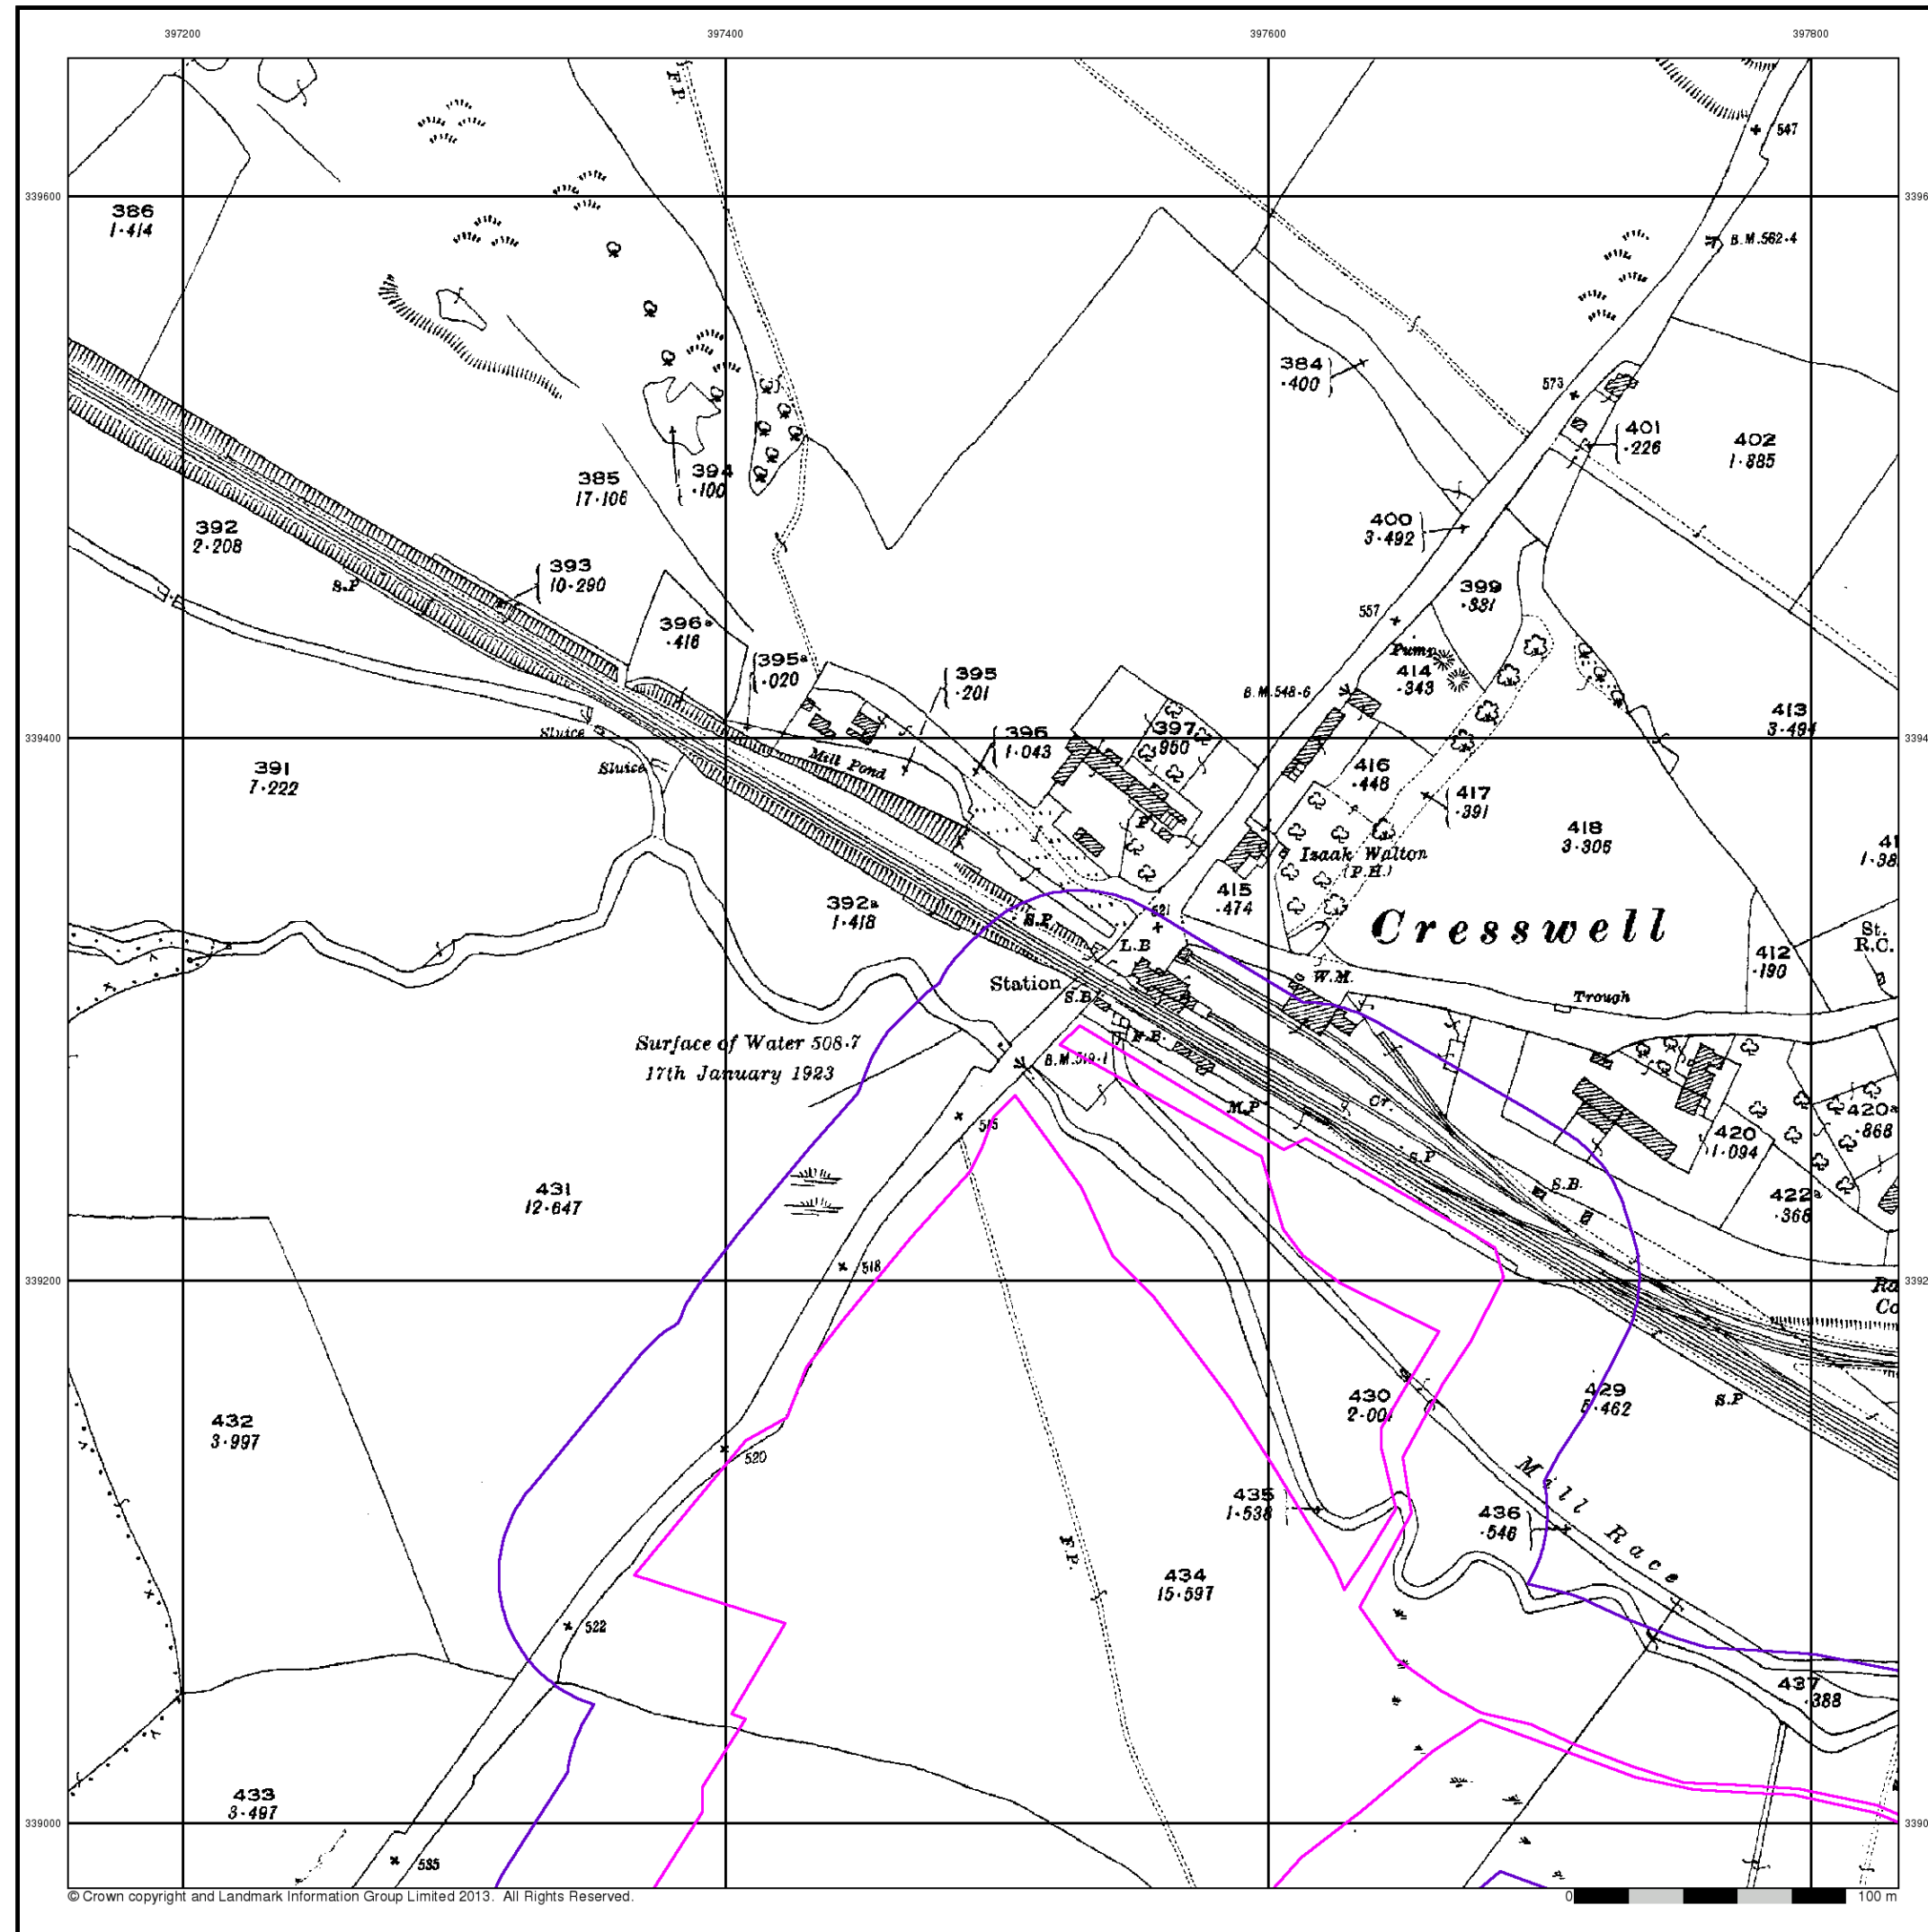 397200 397400 397600 397800
F.P.
547
339600
386
1·414
B.M.562·4
384
·400
573
401
·226
402
1·885
385
17·106
394
·100
392
2·208
400
3·492
S.P
393
10·290
399
·331
557
396a
·416
Pump
414
·343
395a
·020
395
·201
B.M.548·6
413
3·494
339400
Sluice
396
1·043
397
·950
Mill Pond
Sluice
391
7·222
416
·448
417
·391
P
418
3·306
Izaak Walton
(P.H.)
415
·474
392a
1·418
521
S.P.
Cresswell
St.
R.C.
L.B
412
·190
Station
W.M.
S.B.
Trough
Surface of Water 508·7
17th January 1923
F.B.
B.M.519·1
Cr.
M.P
515
420a
·868
420
1·094
S.P
431
12·647
S.B.
422a
·368
518
339200
430
429
432
3·997
S.P
520
Mill Race
435
1·538
436
·546
F.P.
434
15·597
522
437
·388
433
3·497
339000
535
© Crown copyright and Landmark Information Group Limited 2013. All Rights Reserved.
0 100 m